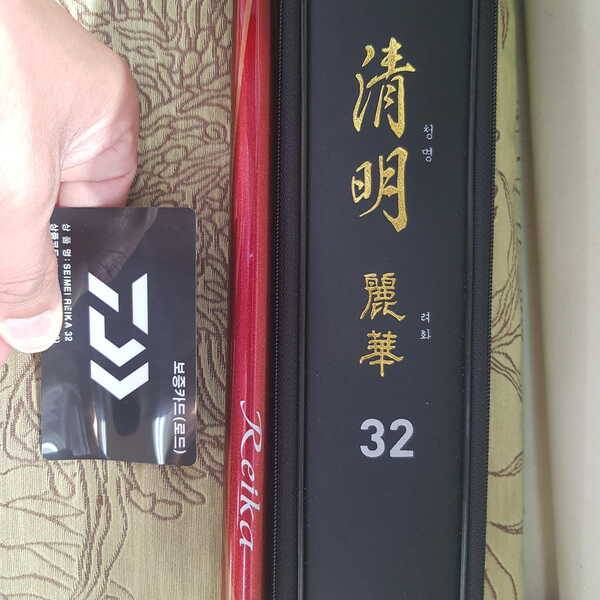 清明
청명
麗華
려화
32
Reika
보증카드(로드)
상 품 명: SEIMEI REIKA 32